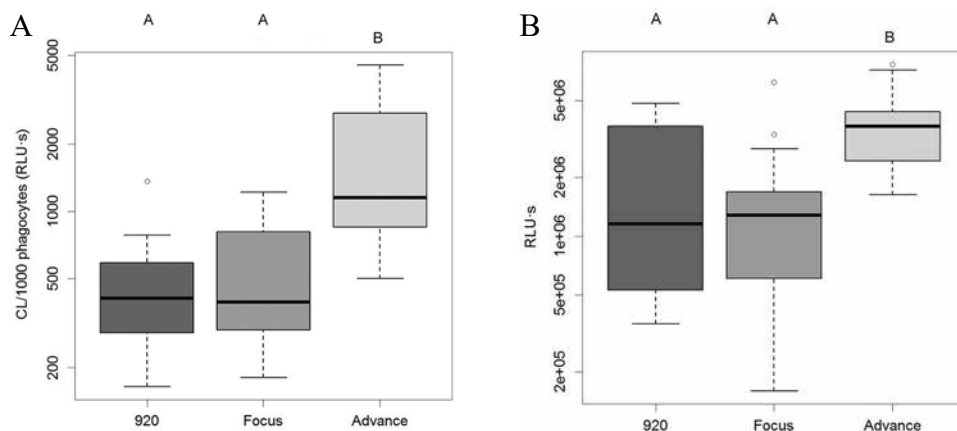 A
A A B
CL/1000 phagocytes (RLU·s)
5000
2000
1000
500
200
920 Focus Advance
B
A A B
RLU·s
5e+06
2e+06
1e+06
5e+05
2e+05
920 Focus Advance